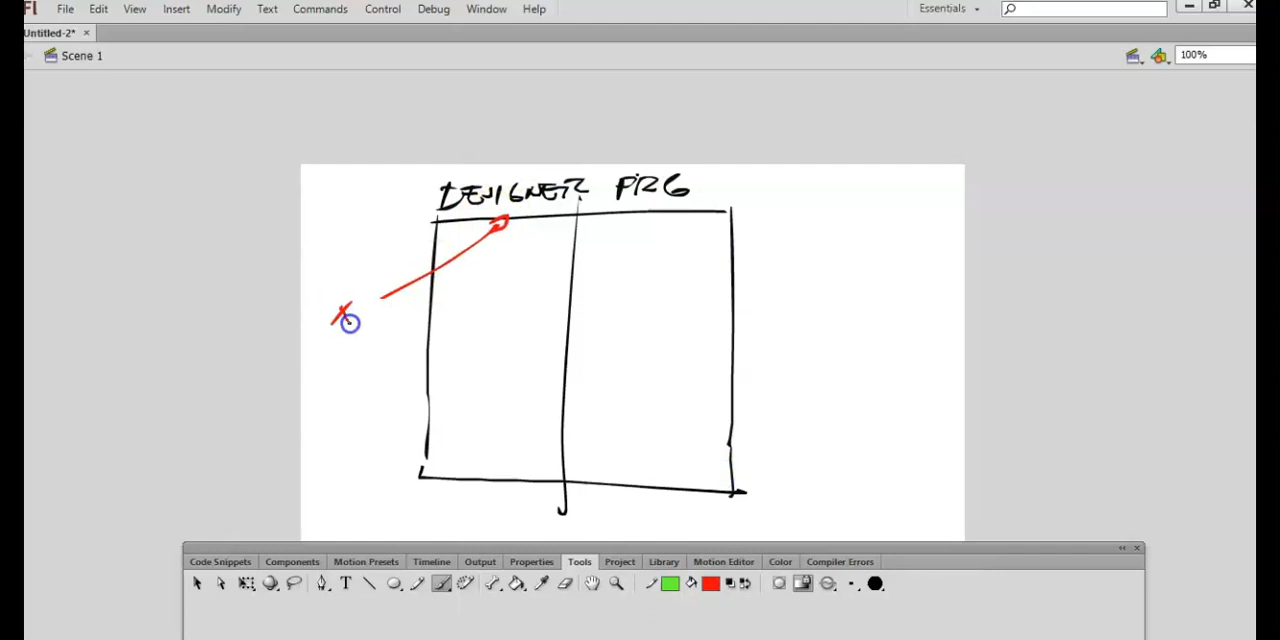 Fl File Edit View Insert Modify Commands Text Control Debug Window Help Essentials
Untitled-2* ×
Scene 1 100%
DESIGNER PRG
x
Code Snippets Components Motion Presets Timeline Output Properties Tools Project Library Motion Editor Color Compiler Errors
T